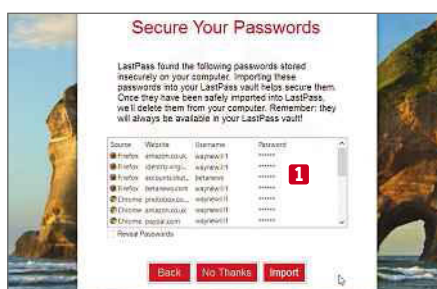 Secure Your Passwords
LastPass found the following passwords stored
insecurely on your computer. Importing these
passwords into your LastPass vault helps secure them.
Once they have been safely imported into LastPass,
we'll delete them from your computer. Remember: they
will always be available in your LastPass vault!
Source Website Username Password
Firefox amazon.co.uk ******
Firefox ******
Firefox betanews ******
Firefox betanews.com ******
Chrome ******
Chrome amazon.co.uk ******
Chrome paypal.com ******
1
Reveal Passwords
Back No Thanks Import